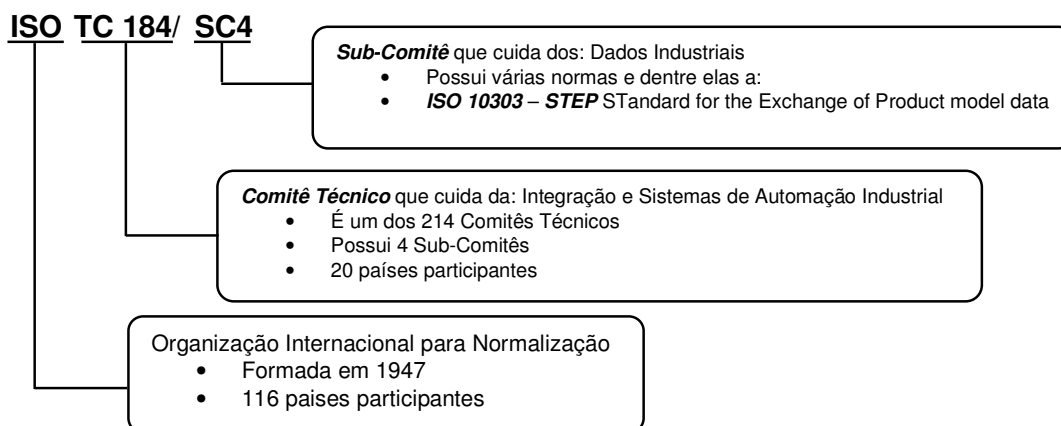 ISO TC 184/ SC4
Sub-Comitê que cuida dos: Dados Industriais
• Possui várias normas e dentre elas a:
• ISO 10303 – STEP STandard for the Exchange of Product model data
Comitê Técnico que cuida da: Integração e Sistemas de Automação Industrial
• É um dos 214 Comitês Técnicos
• Possui 4 Sub-Comitês
• 20 países participantes
Organização Internacional para Normalização
• Formada em 1947
• 116 paises participantes